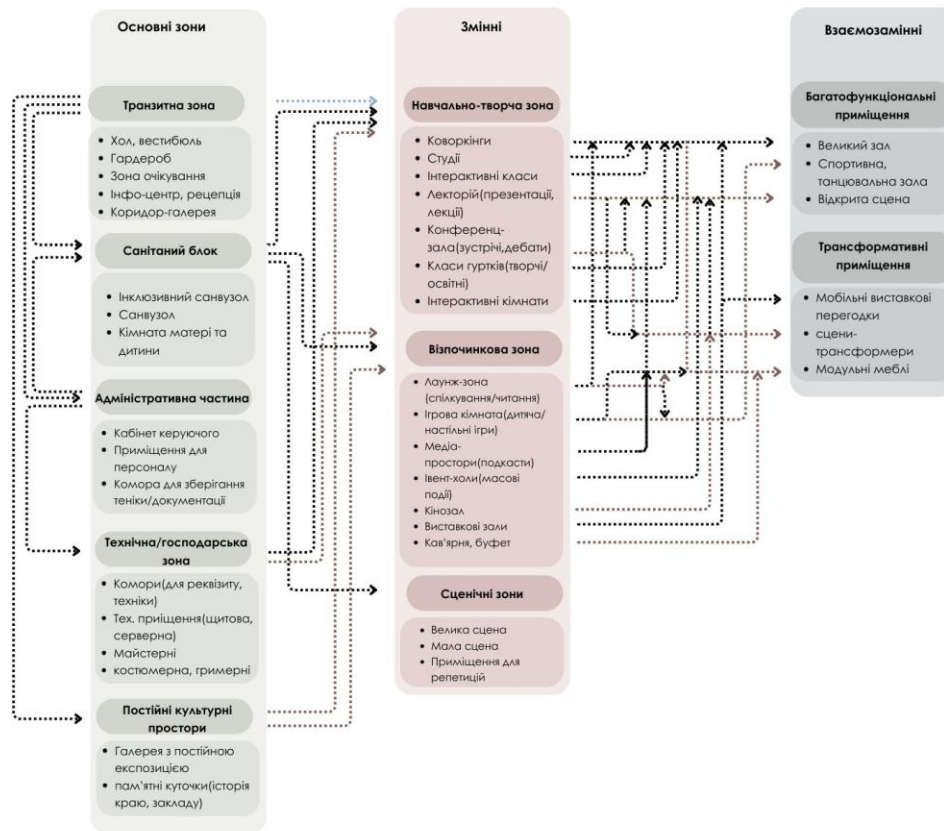 Основні зони
Транзитна зона
Хол, вестибюль
Гардероб
Зона очікування
Інфо-центр, рецепція
Коридор-галерея
Санітаний блок
Інклюзивний санвузол
Санвузол
Кімната матері та
дитини
Адміністративна частина
Кабінет керуючого
Приміщення для
персоналу
Комора для зберігання
теніки/документації
Технічна/господарська
зона
Комори(для реквізиту,
техніки)
Тех. приіщення(щитова,
серверна)
Майстерні
костюмерна, гримерні
Постійні культурні
простори
Галерея з постійною
експозицією
пам'ятні куточки(історія
краю, закладу)
Змінні
Навчально-творча зона
Коворкінги
Студії
Інтерактивні класи
Лекторій(презентації,
лекції)
Конференц-
зала(зустрічі,дебати)
Класи гуртків(творчі/
освітні)
Інтерактивні кімнати
Візпочинкова зона
Лаунж-зона
(спілкування/читання)
Ігрова кімната(дитяча/
настільні ігри)
Медіа-
простори(подкасти)
Івент-холи(масові
події)
Кінозал
Виставкові зали
Кав'ярня, буфет
Сценічні зони
Велика сцена
Мала сцена
Приміщення для
репетицій
Взаємозамінні
Багатофункціональні
приміщення
Великий зал
Спортивна,
танцювальна зала
Відкрита сцена
Трансформативні
приміщення
Мобільні виставкові
перегодки
сцени-
трансформери
Модульні меблі